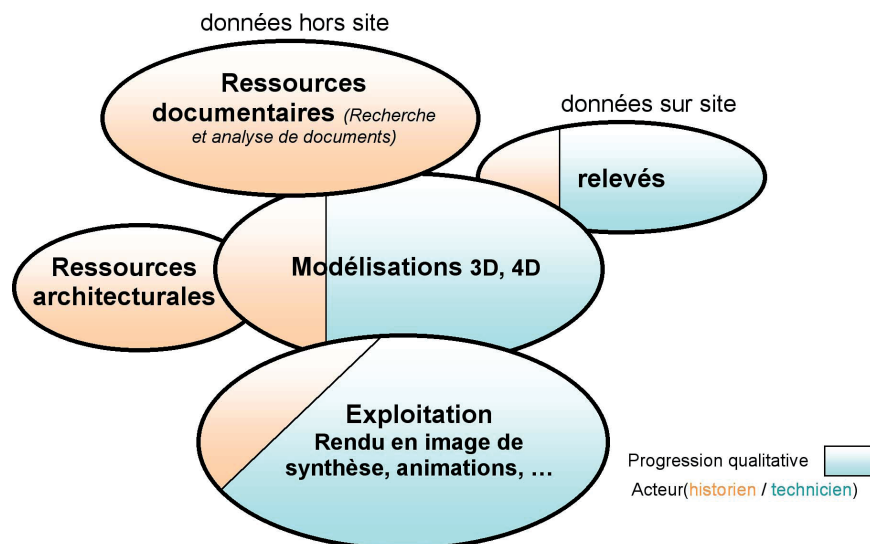 données hors site
Ressources
documentaires (Recherche
et analyse de documents)
données sur site
relevés
Modélisations 3D, 4D
Ressources
architecturales
Exploitation
Rendu en image de
synthèse, animations, ...
Progression qualitative
Acteur(historien / technicien)